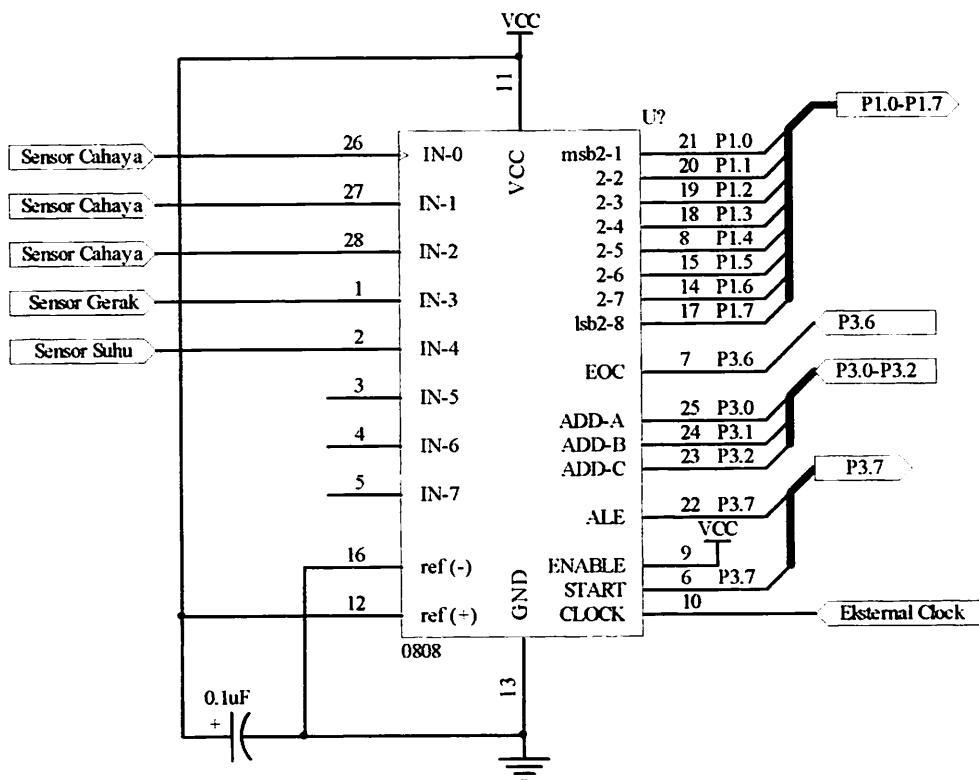 VCC
11
U?
P1.0-P1.7
Sensor Cahaya 26 IN-0 VCC msb2-1 21 P1.0
2-2 20 P1.1
Sensor Cahaya 27 IN-1 2-3 19 P1.2
2-4 18 P1.3
Sensor Cahaya 28 IN-2 2-5 8 P1.4
2-6 15 P1.5
Sensor Gerak 1 IN-3 2-7 14 P1.6
lsb2-8 17 P1.7
P3.6
Sensor Suhu 2 IN-4
EOC 7 P3.6
P3.0-P3.2
3 IN-5
ADD-A 25 P3.0
4 IN-6 ADD-B 24 P3.1
ADD-C 23 P3.2
P3.7
5 IN-7
ALE 22 P3.7
VCC
16 ref (-) ENABLE 9
START 6 P3.7
12 ref (+) GND CLOCK 10 Eksternal Clock
0808
13
0.1uF
+